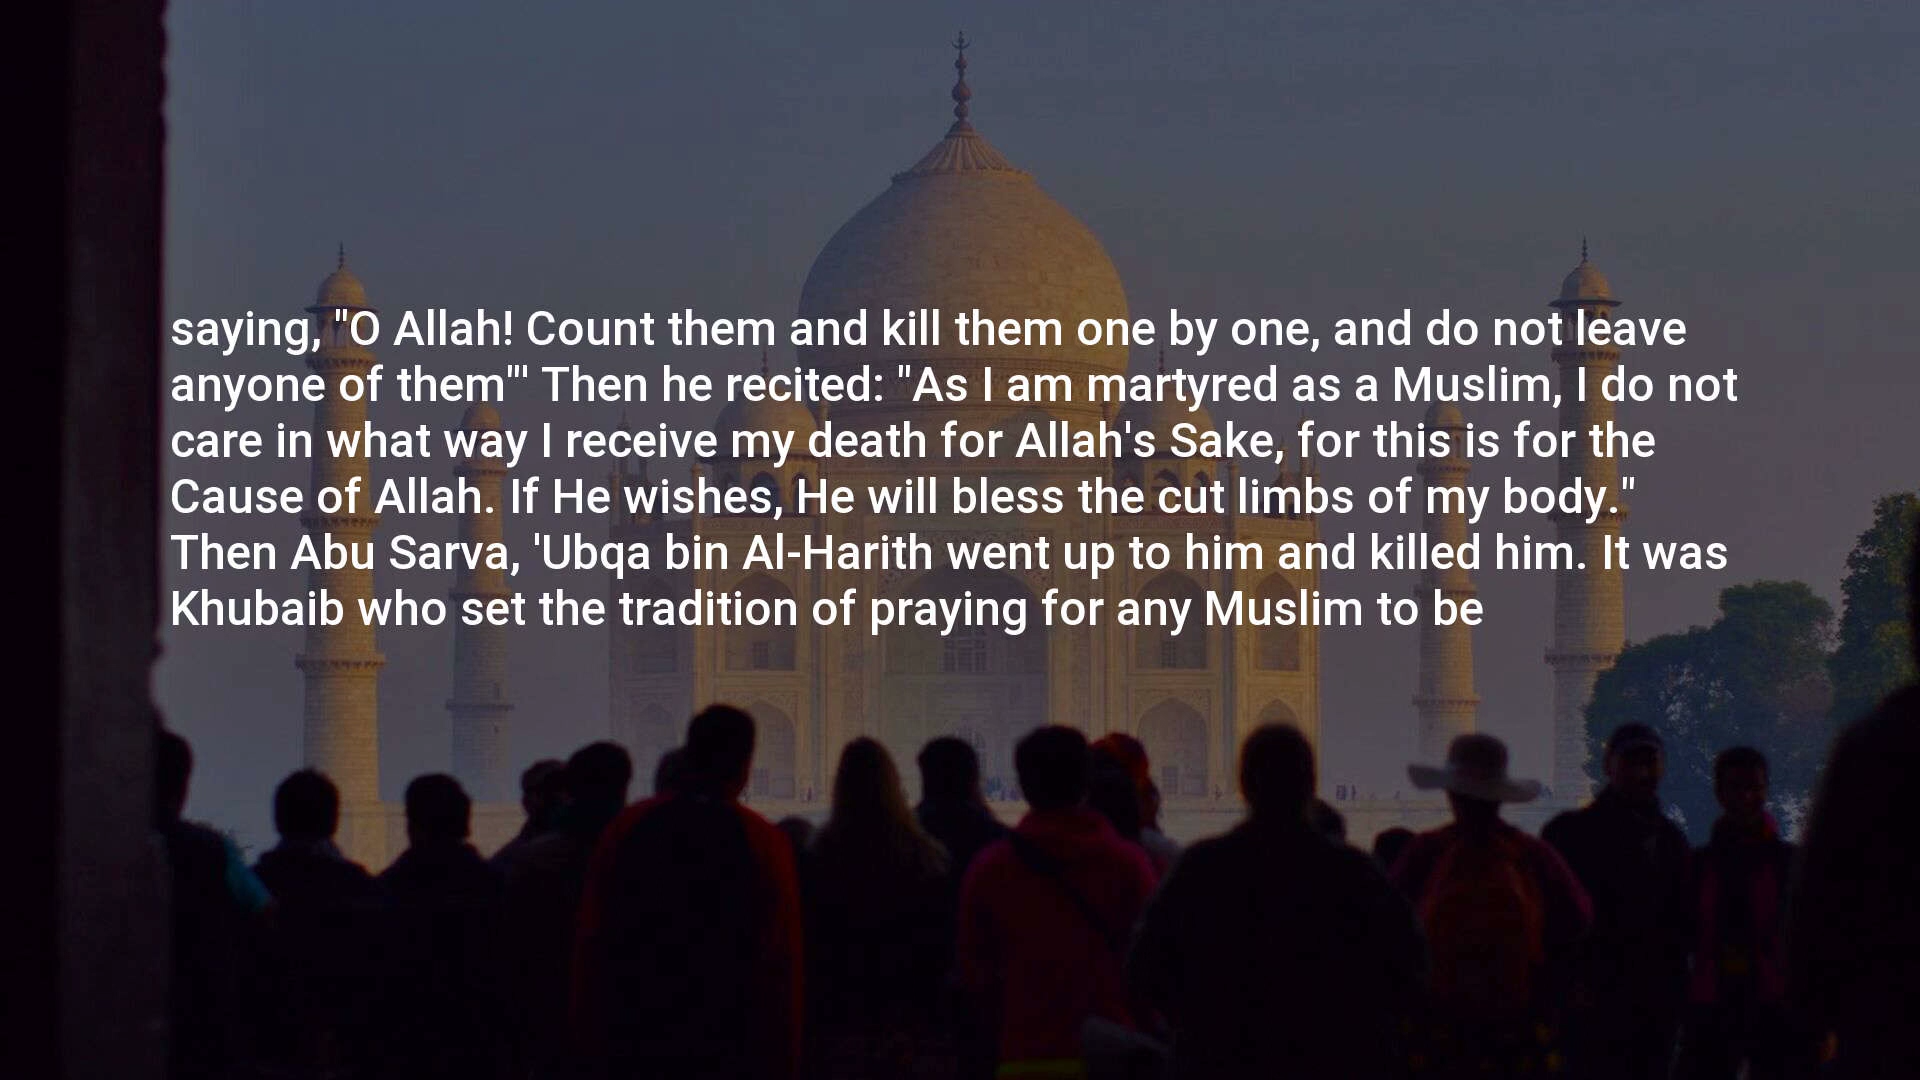 saying, "O Allah! Count them and kill them one by one, and do not leave
anyone of them"' Then he recited: "As I am martyred as a Muslim, I do not
care in what way I receive my death for Allah's Sake, for this is for the
Cause of Allah. If He wishes, He will bless the cut limbs of my body."
Then Abu Sarva, 'Ubqa bin Al-Harith went up to him and killed him. It was
Khubaib who set the tradition of praying for any Muslim to be